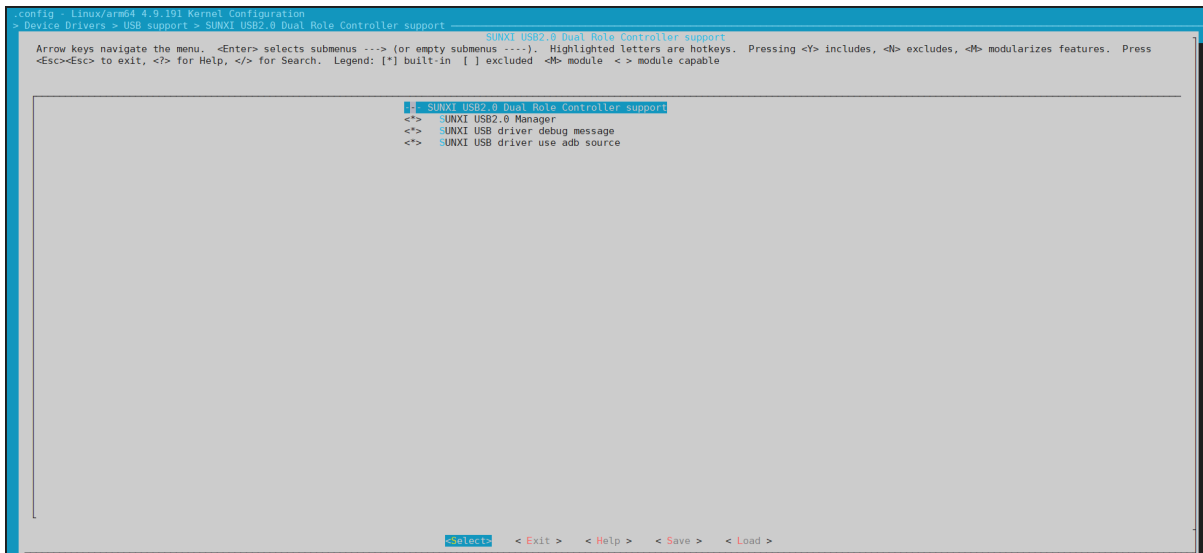 .config - Linux/arm64 4.9.191 Kernel Configuration
> Device Drivers > USB support > SUNXI USB2.0 Dual Role Controller support
SUNXI USB2.0 Dual Role Controller support
Arrow keys navigate the menu.  <Enter> selects submenus ---> (or empty submenus ----).  Highlighted letters are hotkeys.  Pressing <Y> includes, <N> excludes, <M> modularizes features.  Press
<Esc><Esc> to exit, <?> for Help, </> for Search.  Legend: [*] built-in  [ ] excluded  <M> module  < > module capable
--- SUNXI USB2.0 Dual Role Controller support
<*>   SUNXI USB2.0 Manager
<*>   SUNXI USB driver debug message
<*>   SUNXI USB driver use adb source
<Select>    < Exit >    < Help >    < Save >    < Load >